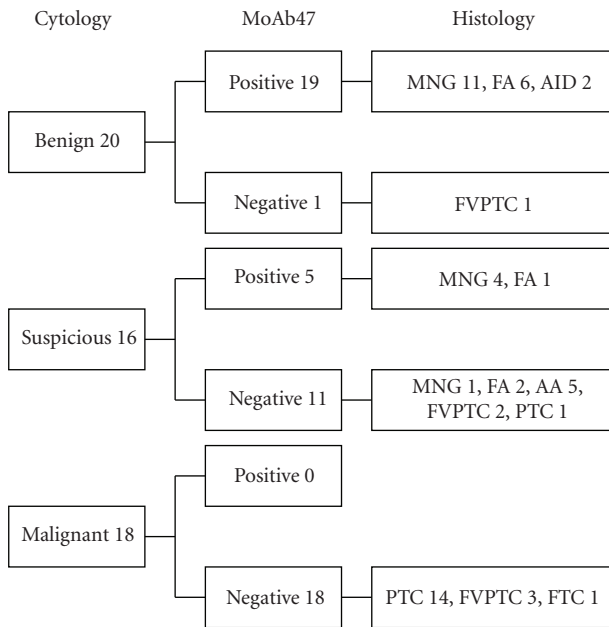 Cytology MoAb47 Histology
Positive 19 MNG 11, FA 6, AID 2
Benign 20
Negative 1 FVPTC 1
Positive 5 MNG 4, FA 1
Suspicious 16
Negative 11 MNG 1, FA 2, AA 5,
FVPTC 2, PTC 1
Positive 0
Malignant 18
Negative 18 PTC 14, FVPTC 3, FTC 1